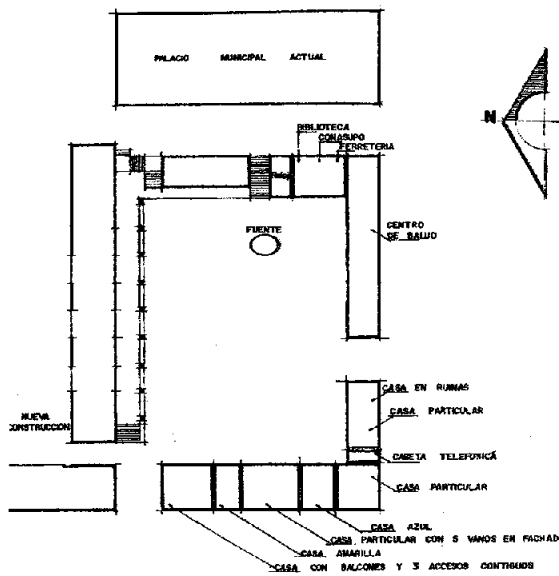 PALACIO MUNICIPAL ACTUAL
N
BIBLIOTECA
CONASUPO
FERRETERIA
FUENTE
CENTRO
DE SALUD
CASA EN RUINAS
CASA PARTICULAR
NUEVA
CONSTRUCCION
CASETA TELEFONICA
CASA PARTICULAR
CASA AZUL
CASA PARTICULAR CON 5 VANOS EN FACHAD
CASA AMARILLA
CASA CON BALCONES Y 3 ACCESOS CONTIGUOS